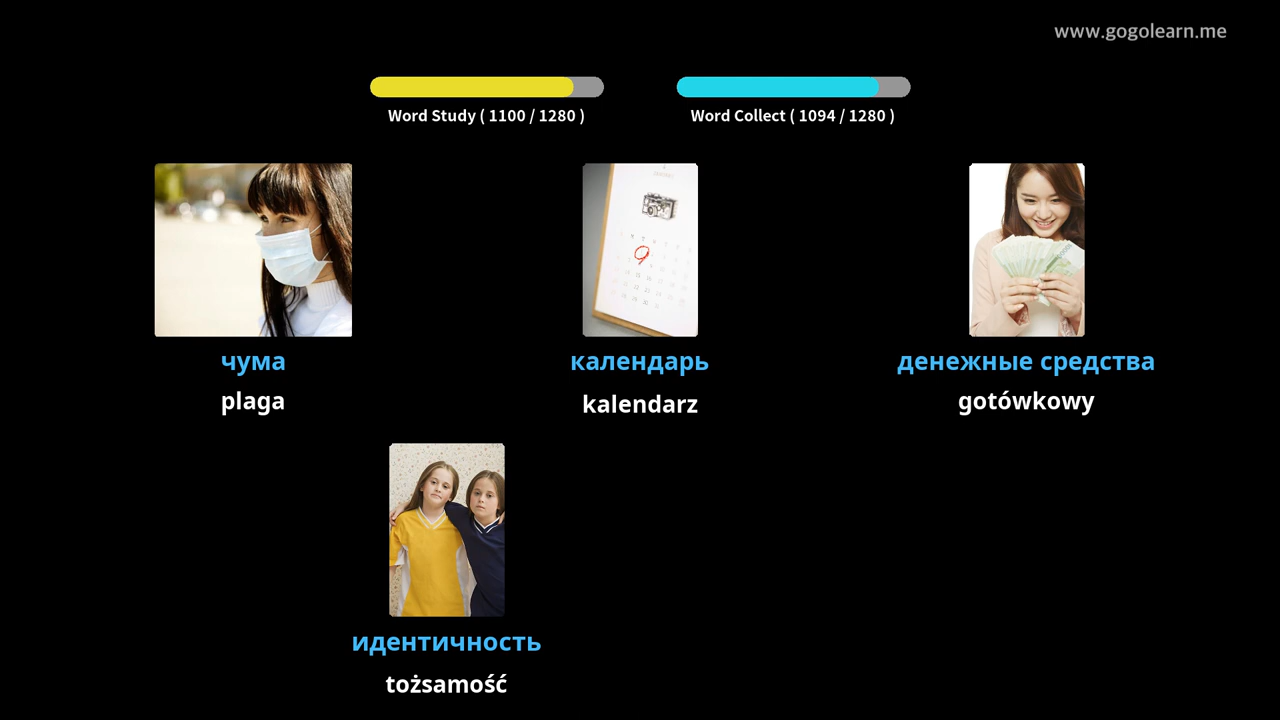 www.gogolearn.me
Word Study ( 1100 / 1280 )
Word Collect ( 1094 / 1280 )
чума
календарь
денежные средства
plaga
kalendarz
gotówkowy
идентичность
tożsamość